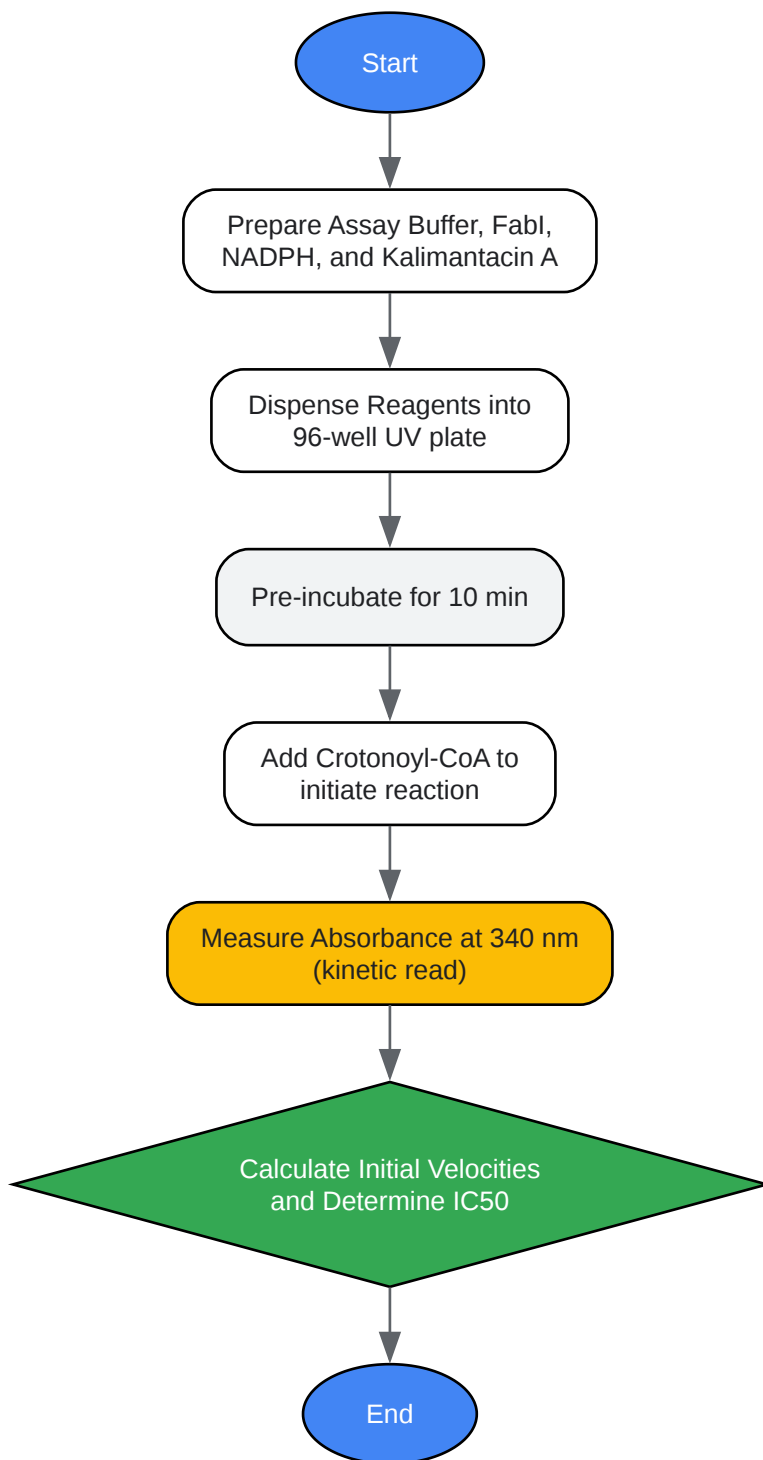 Start
Prepare Assay Buffer, FabI,
NADPH, and Kalimantacin A
Dispense Reagents into
96-well UV plate
Pre-incubate for 10 min
Add Crotonoyl-CoA to
initiate reaction
Measure Absorbance at 340 nm
(kinetic read)
Calculate Initial Velocities
and Determine IC50
End